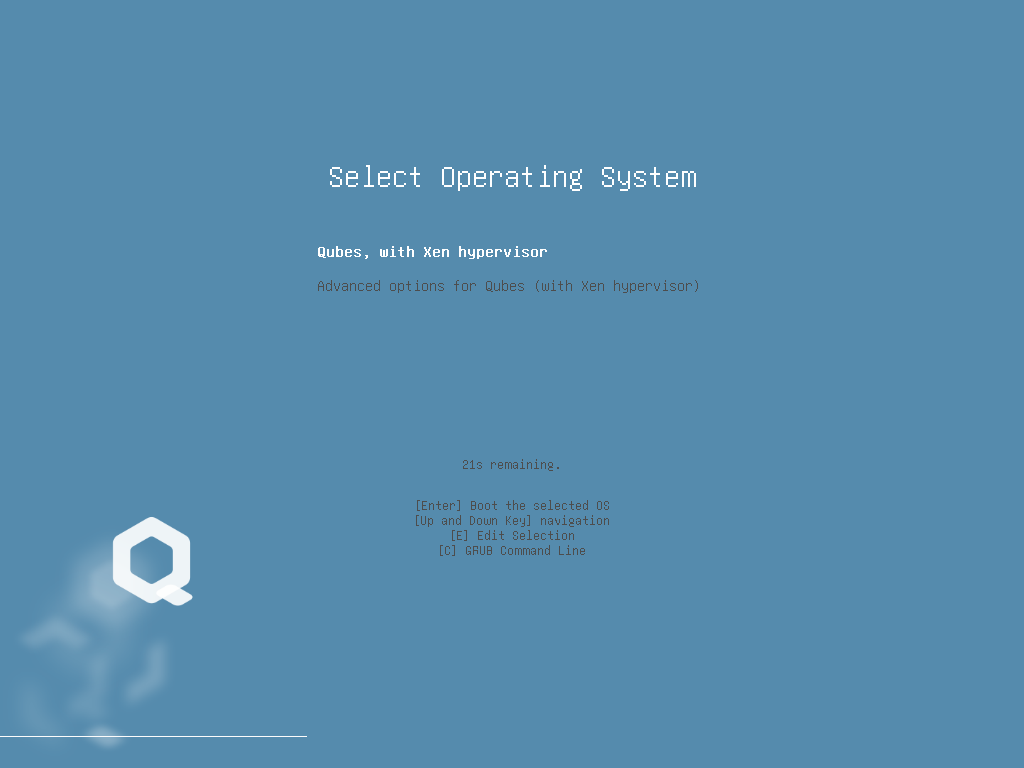 Select Operating System
Qubes, with Xen hypervisor
Advanced options for Qubes (with Xen hypervisor)
21s remaining.
[Enter] Boot the selected OS
[Up and Down Key] navigation
[E] Edit Selection
[C] GRUB Command Line